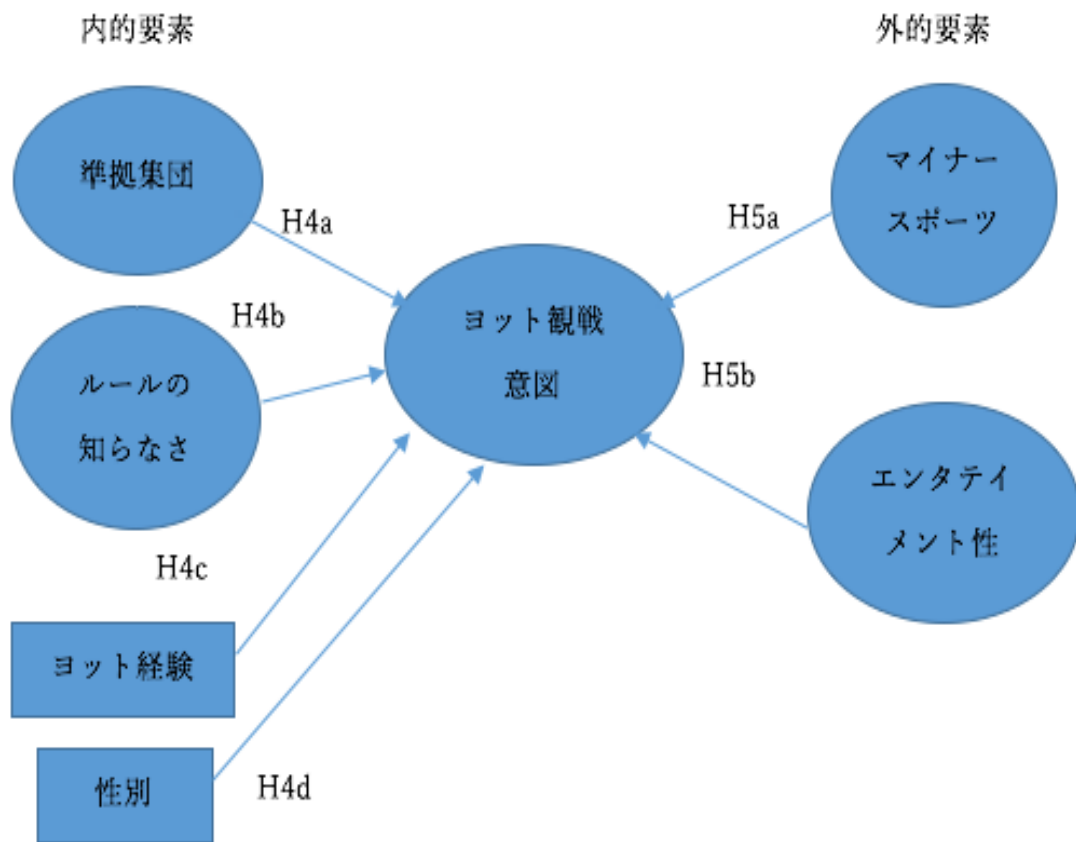 内的要素
外的要素
準拠集団
マイナー
スポーツ
H4a
H5a
H4b
ヨット観戦
意図
H5b
ルールの
知らなさ
エンタテイ
メント性
H4c
ヨット経験
性別
H4d